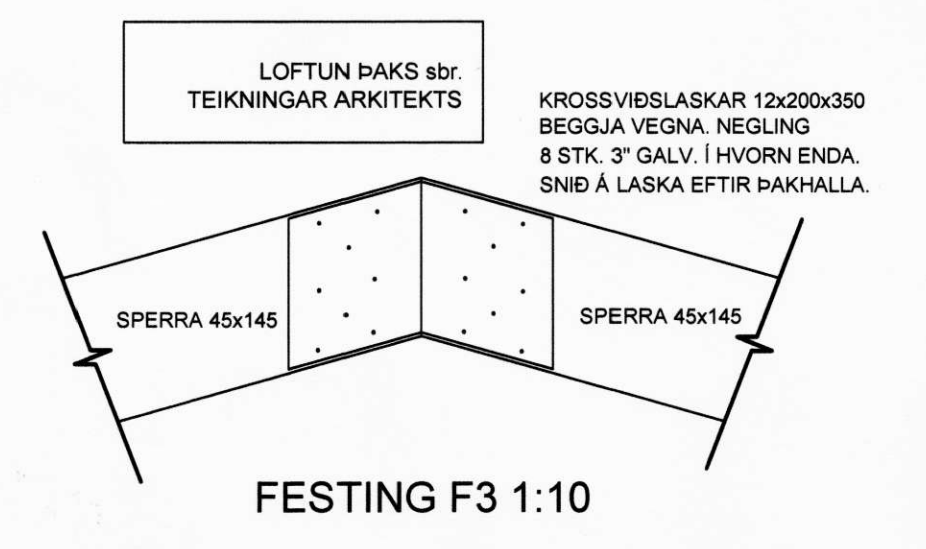 LOFTUN ÞAKS sbr.
TEIKNINGAR ARKITEKTS
KROSSVIÐSLASKAR 12x200x350
BEGGJA VEGNA. NEGLING
8 STK. 3" GALV. Í HVORN ENDA.
SNIÐ Á LASKA EFTIR ÞAKHALLA.
SPERRA 45x145
SPERRA 45x145
FESTING F3 1:10